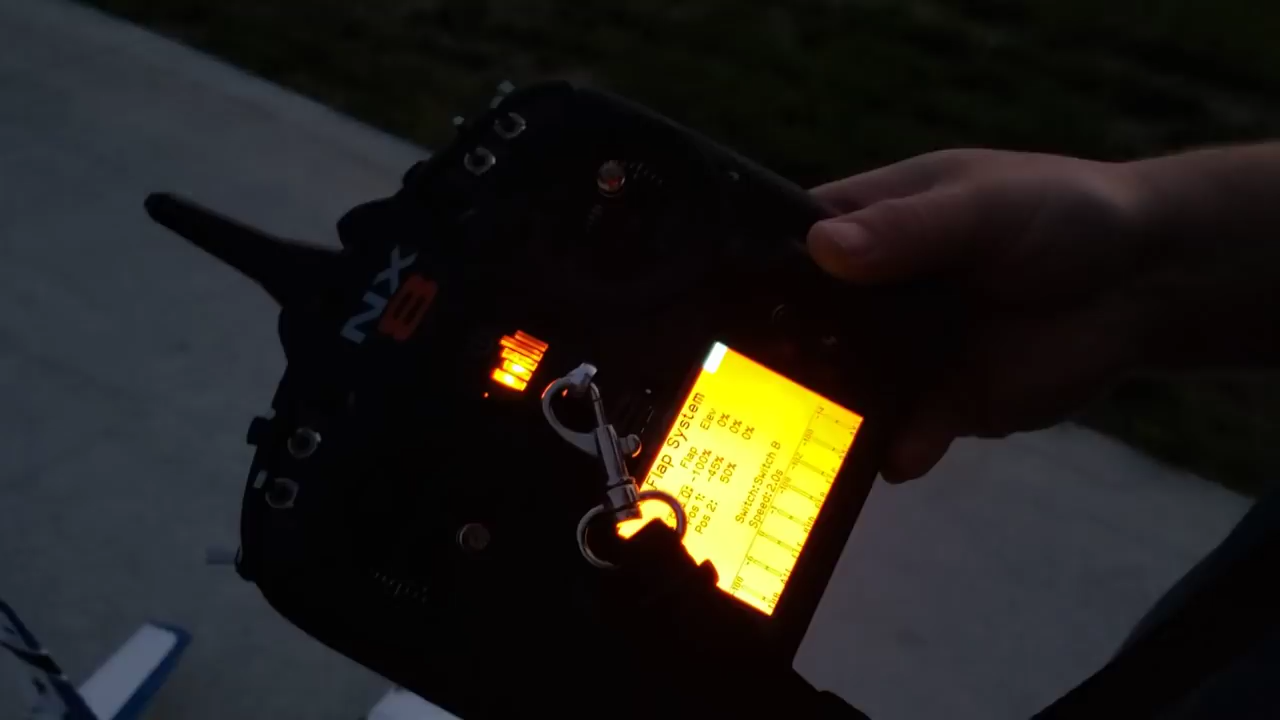 NX8
Flap System
Flap Elev
Pos 0: -100% 0%
Pos 1: -45% 0%
Pos 2: 50% 0%
Switch:Switch B
Speed:2.0s